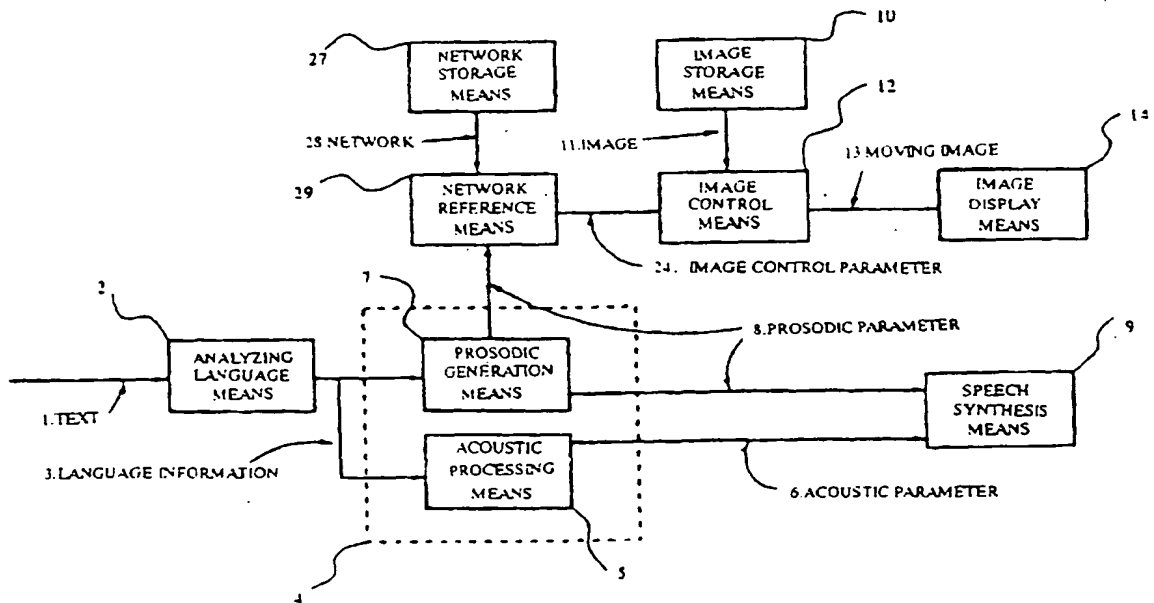 10
27
NETWORK
STORAGE
MEANS
IMAGE
STORAGE
MEANS
12
14
28.NETWORK
11.IMAGE
13.MOVING IMAGE
29
NETWORK
REFERENCE
MEANS
IMAGE
CONTROL
MEANS
IMAGE
DISPLAY
MEANS
24. IMAGE CONTROL PARAMETER
7
2
8.PROSODIC PARAMETER
9
ANALYZING
LANGUAGE
MEANS
PROSODIC
GENERATION
MEANS
SPEECH
SYNTHESIS
MEANS
1.TEXT
ACOUSTIC
PROCESSING
MEANS
3.LANGUAGE INFORMATION
6.ACOUSTIC PARAMETER
5
4